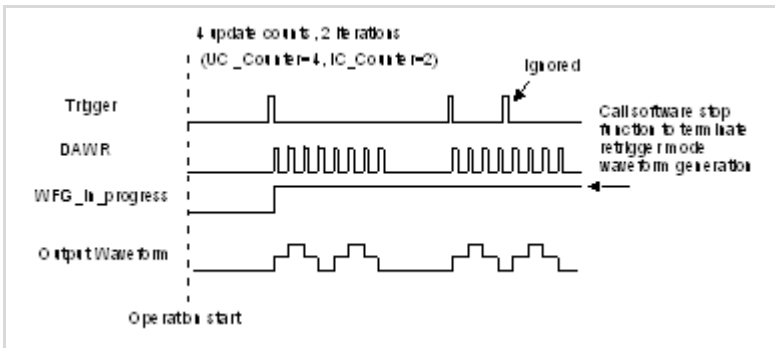 4 update counts, 2 iterations
(UC_Counter=4, IC_Counter=2)
Ignored
Trigger
Call software stop
function to terminate
retrigger mode
waveform generation
DAWR
WFG_in_progress
Output Waveform
Operation start